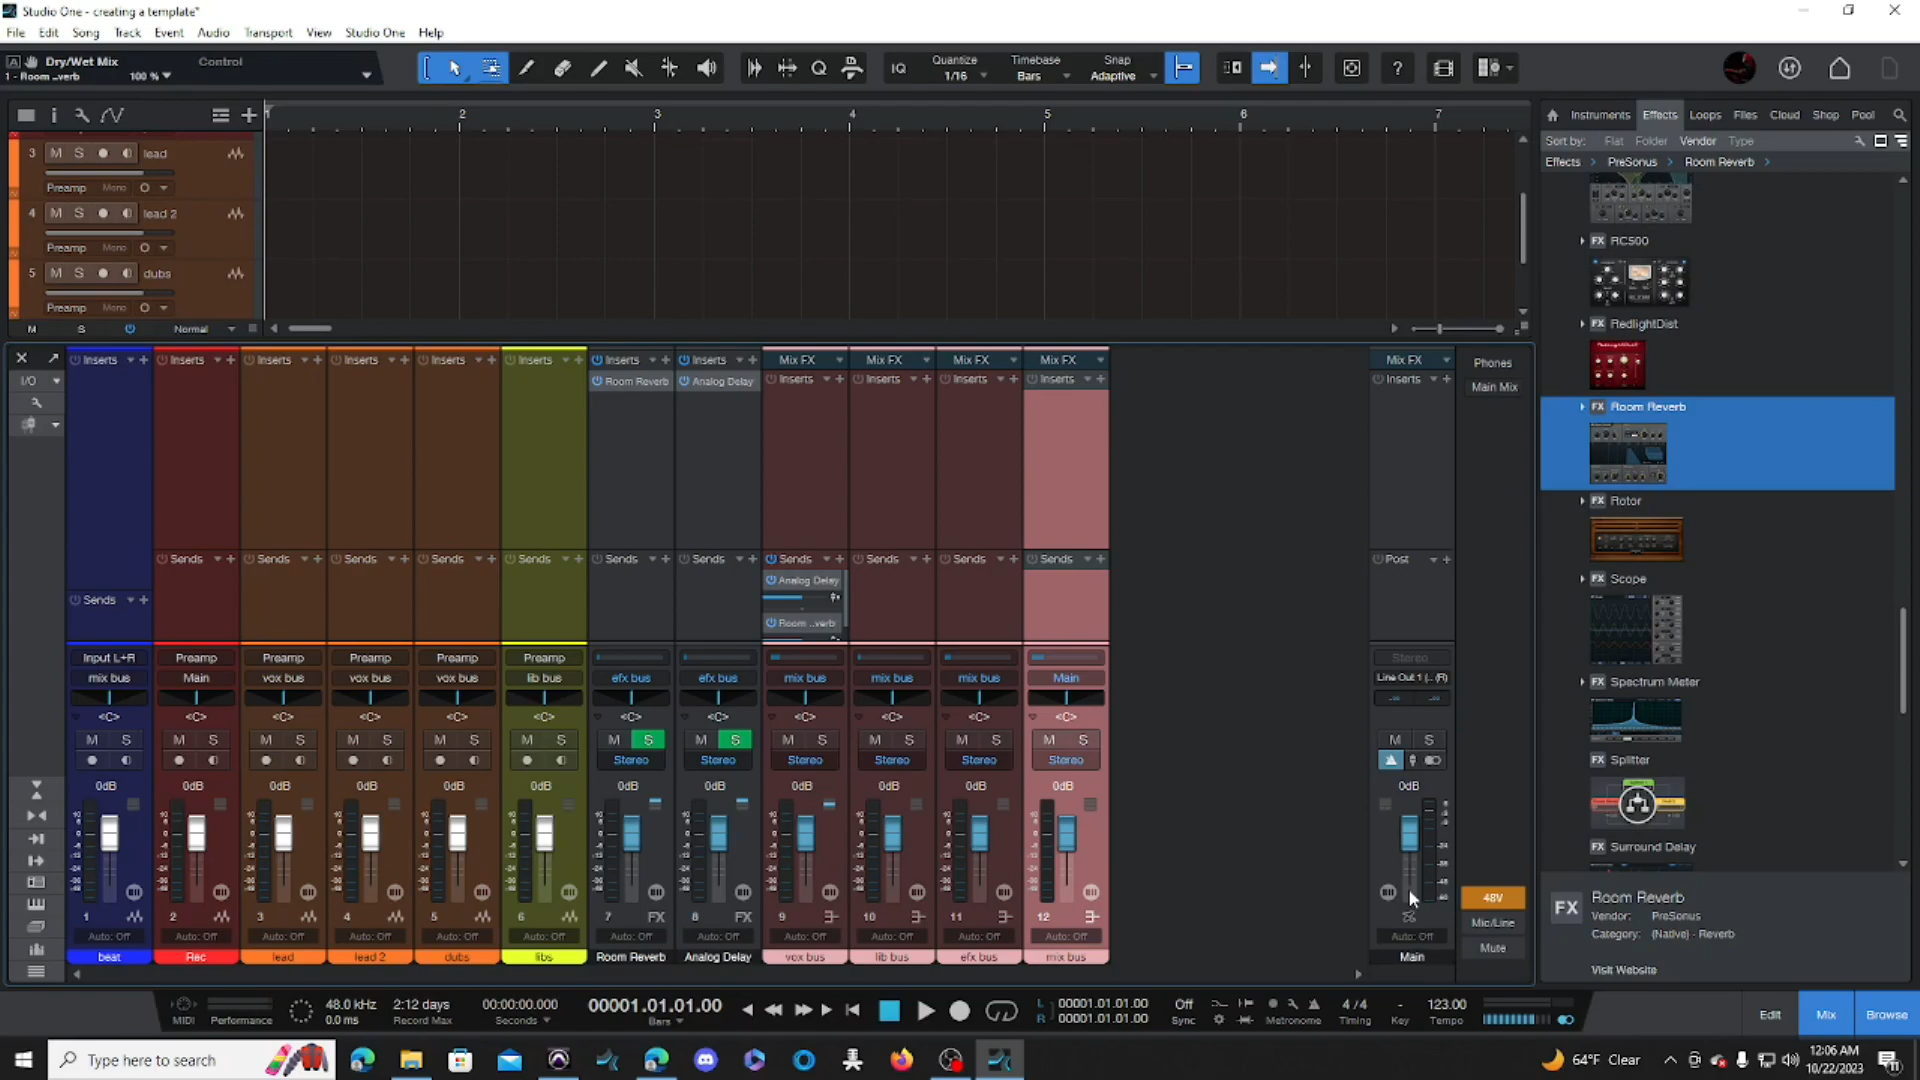 Studio One - creating a template*
File Edit Song Track Event Audio Transport View Studio One Help
Dry/Wet Mix
Control
1 - Room ..verb 100 %
IQ
Quantize
1/16
Timebase
Bars
Snap
Adaptive
?
1 2 3 4 5 6 7
3 M S lead
Preamp Mono
4 M S lead 2
Preamp Mono
5 M S dubs
Preamp Mono
M S Normal
Instruments Effects Loops Files Cloud Shop Pool
Sort by: Flat Folder Vendor Type
Effects PreSonus Room Reverb
FX RC500
FX RedlightDist
FX Room Reverb
FX Rotor
FX Scope
FX Spectrum Meter
FX Splitter
FX Surround Delay
FX
Room Reverb
Vendor: PreSonus
Category: (Native) - Reverb
Visit Website
Inserts Inserts Inserts Inserts Inserts Inserts Inserts Inserts Mix FX Mix FX Mix FX Mix FX Mix FX Phones
I/O Room Reverb Analog Delay Inserts Inserts Inserts Inserts Inserts Main Mix
Sends Sends Sends Sends Sends Sends Sends Sends Sends Sends Sends Post
Analog Delay
Sends
Room ..verb
Input L+R Preamp Preamp Preamp Preamp Preamp Stereo
mix bus Main vox bus vox bus vox bus lib bus efx bus efx bus mix bus mix bus mix bus Main Line Out 1 (.. (R)
<C> <C> <C> <C> <C> <C> <C> <C> <C> <C> <C> <C>
M S M S M S M S M S M S M S M S M S M S M S M S M S
Stereo Stereo Stereo Stereo Stereo Stereo
0dB 0dB 0dB 0dB 0dB 0dB 0dB 0dB 0dB 0dB 0dB 0dB 0dB
48V
Mic/Line
Mute
1 2 3 4 5 6 7 FX 8 FX 9 10 11 12
Auto: Off Auto: Off Auto: Off Auto: Off Auto: Off Auto: Off Auto: Off Auto: Off Auto: Off Auto: Off Auto: Off Auto: Off Auto: Off
beat Rec lead lead 2 dubs libs Room Reverb Analog Delay vox bus lib bus efx bus mix bus Main
MIDI
Performance
48.0 kHz
0.0 ms
2:12 days
Record Max
00:00:00.000
Seconds
00001.01.01.00
Bars
L 00001.01.01.00
R 00001.01.01.00
Off
Sync
Metronome
4 / 4
Timing
-
Key
123.00
Tempo
Edit Mix Browse
Type here to search
64°F Clear
12:06 AM
10/22/2023